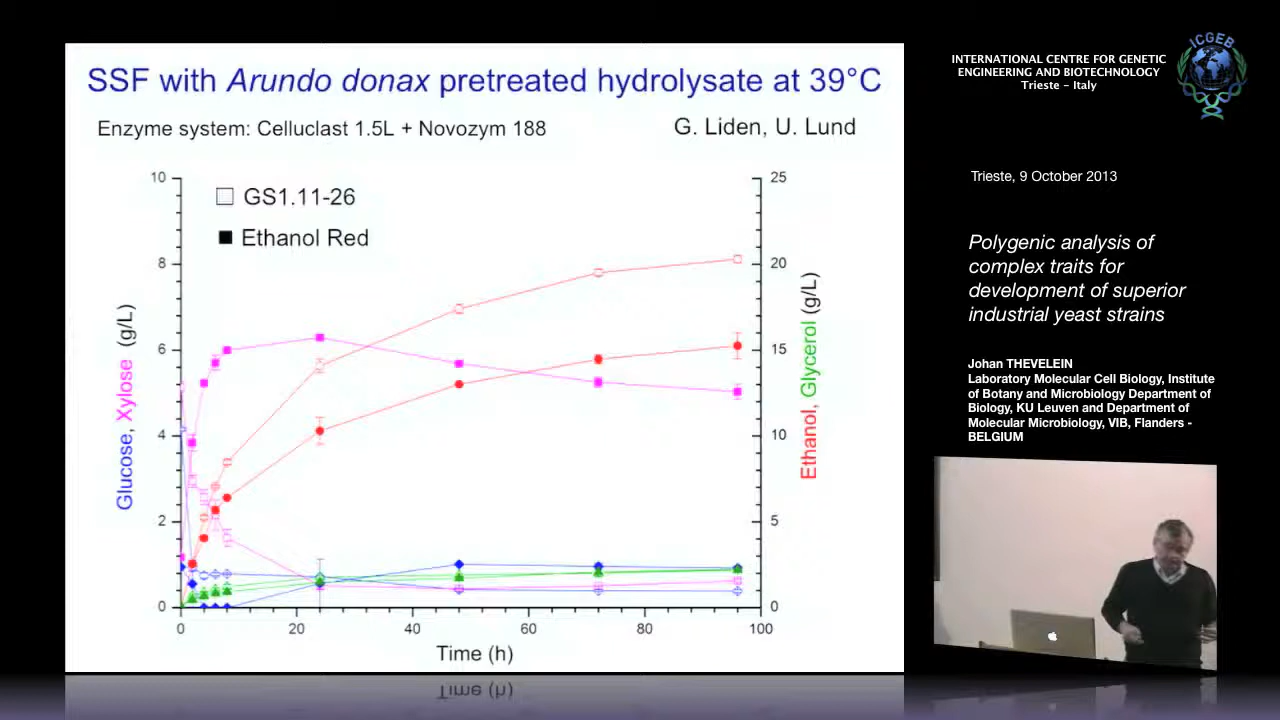 SSF with Arundo donax pretreated hydrolysate at 39°C
Enzyme system: Celluclast 1.5L + Novozym 188
G. Liden, U. Lund
GS1.11-26
Ethanol Red
10
8
6
4
2
0
Glucose, Xylose (g/L)
25
20
15
10
5
0
Ethanol, Glycerol (g/L)
0 20 40 60 80 100
Time (h)
Time (h)
INTERNATIONAL CENTRE FOR GENETIC
ENGINEERING AND BIOTECHNOLOGY
Trieste – Italy
ICGEB
Trieste, 9 October 2013
Polygenic analysis of
complex traits for
development of superior
industrial yeast strains
Johan THEVELEIN
Laboratory Molecular Cell Biology, Institute
of Botany and Microbiology Department of
Biology, KU Leuven and Department of
Molecular Microbiology, VIB, Flanders -
BELGIUM